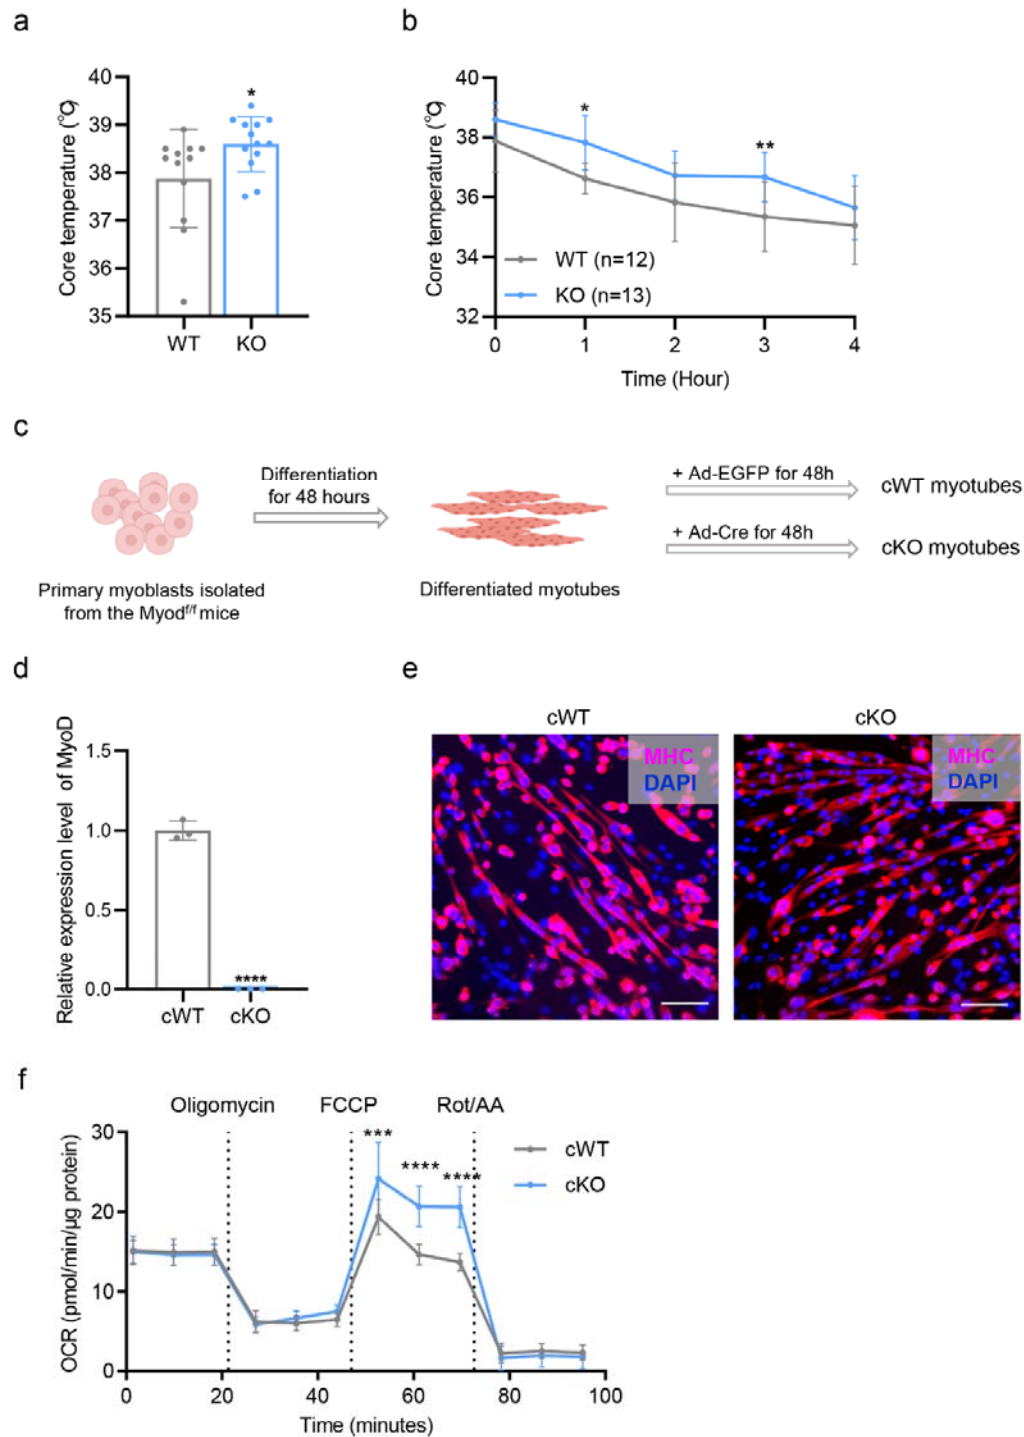 a
Core temperature (℃)
40
39
38
37
36
35
*
WT
KO
b
Core temperature (℃)
40
38
36
34
32
*
**
WT (n=12)
KO (n=13)
0
1
2
3
4
Time (Hour)
c
Primary myoblasts isolated
from the Myodf/f mice
Differentiation
for 48 hours
Differentiated myotubes
+ Ad-EGFP for 48h
cWT myotubes
+ Ad-Cre for 48h
cKO myotubes
d
Relative expression level of MyoD
1.5
1.0
0.5
0.0
****
cWT
cKO
e
cWT
MHC
DAPI
cKO
MHC
DAPI
f
Oligomycin
FCCP
Rot/AA
OCR (pmol/min/μg protein)
30
20
10
0
***
****
****
cWT
cKO
0
20
40
60
80
100
Time (minutes)